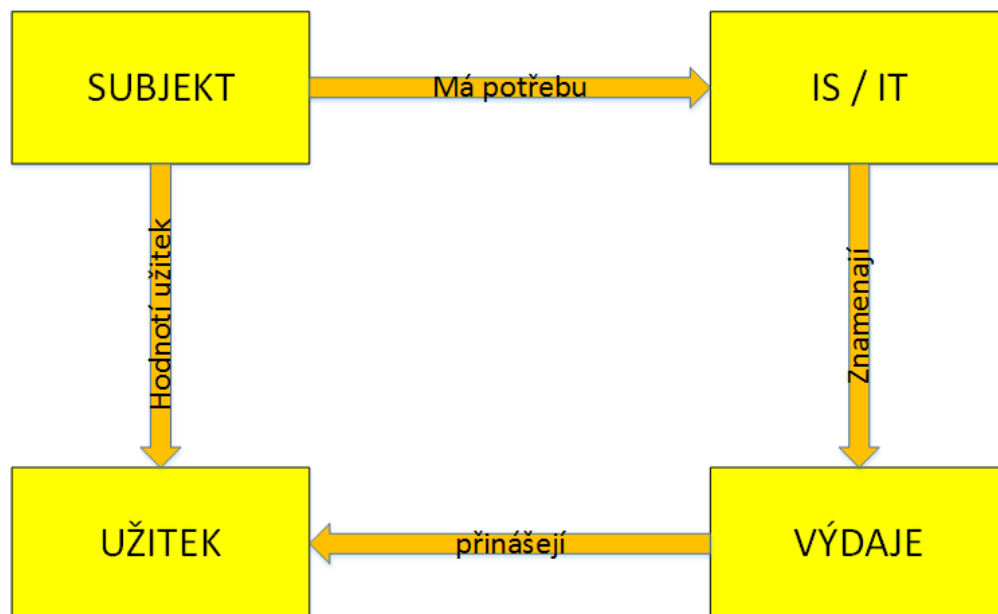 SUBJEKT
Má potřebu
IS / IT
Hodnotí užitek
Znamenají
UŽITEK
přinášejí
VÝDAJE